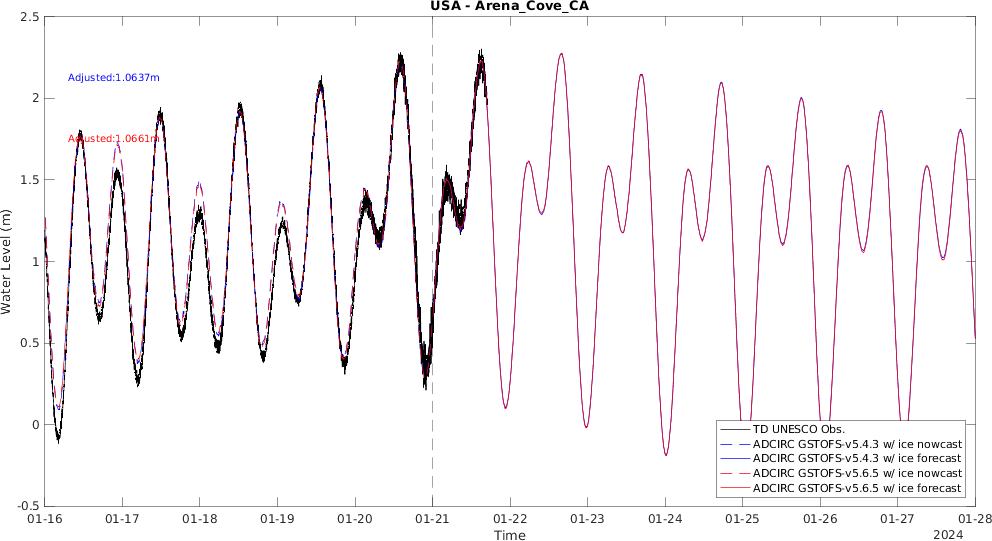 USA - Arena_Cove_CA
2.5
2
1.5
1
0.5
0
-0.5
Water Level (m)
Adjusted:1.0637m
Adjusted:1.0661m
TD UNESCO Obs.
ADCIRC GSTOFS-v5.4.3 w/ ice nowcast
ADCIRC GSTOFS-v5.4.3 w/ ice forecast
ADCIRC GSTOFS-v5.6.5 w/ ice nowcast
ADCIRC GSTOFS-v5.6.5 w/ ice forecast
01-16 01-17 01-18 01-19 01-20 01-21 01-22 01-23 01-24 01-25 01-26 01-27 01-28
Time
2024